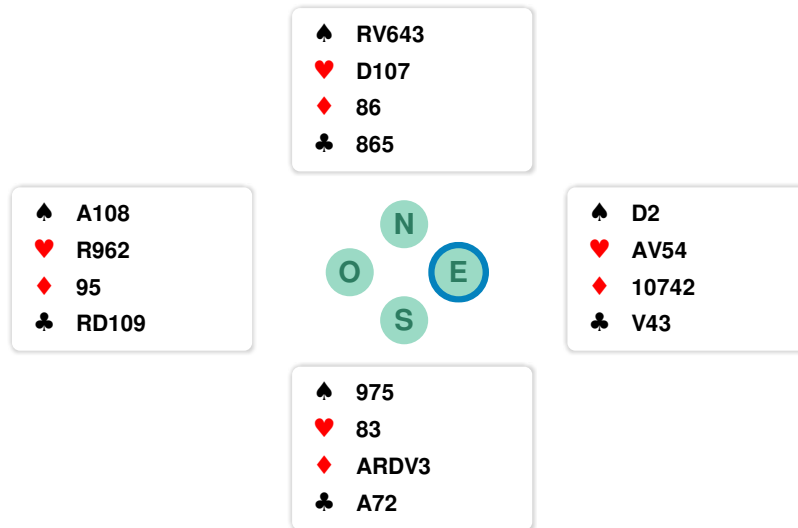 ♠ RV643
♥ D107
♦ 86
♣ 865
♠ A108
♥ R962
♦ 95
♣ RD109
N
O
E
S
♠ D2
♥ AV54
♦ 10742
♣ V43
♠ 975
♥ 83
♦ ARDV3
♣ A72